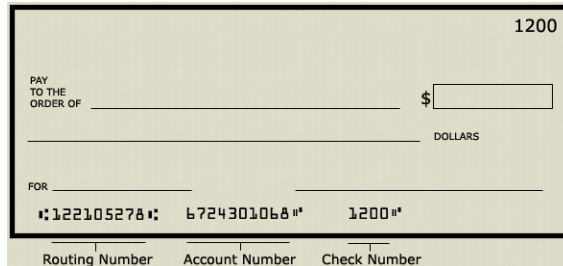 1200
PAY
TO THE
ORDER OF
$
DOLLARS
FOR
⑆122105278⑆ 6724301068⑈ 1200⑈
Routing Number Account Number Check Number